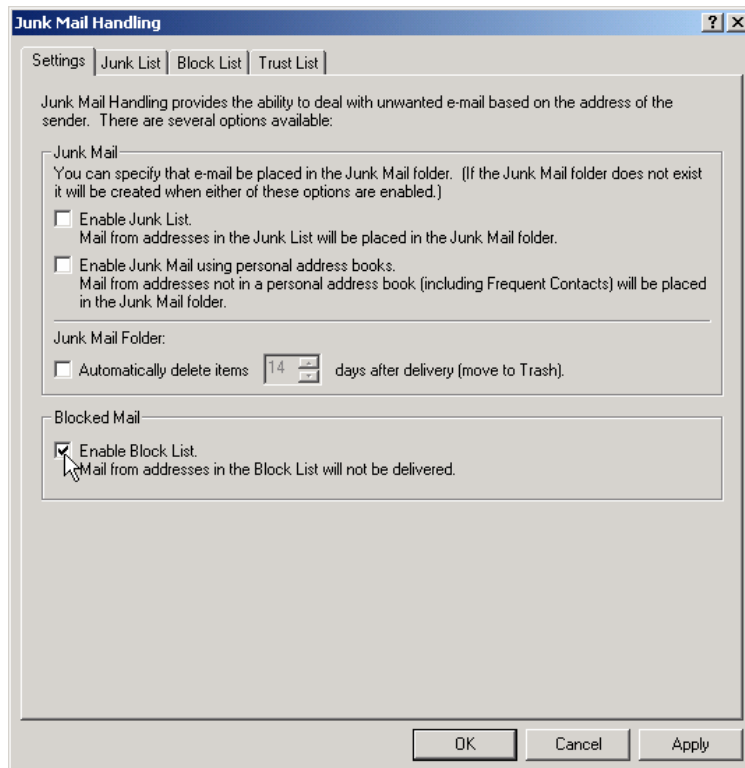 Junk Mail Handling
Settings Junk List Block List Trust List
Junk Mail Handling provides the ability to deal with unwanted e-mail based on the address of the
sender.  There are several options available:
Junk Mail
You can specify that e-mail be placed in the Junk Mail folder.  (If the Junk Mail folder does not exist
it will be created when either of these options are enabled.)
Enable Junk List.
Mail from addresses in the Junk List will be placed in the Junk Mail folder.
Enable Junk Mail using personal address books.
Mail from addresses not in a personal address book (including Frequent Contacts) will be placed
in the Junk Mail folder.
Junk Mail Folder:
Automatically delete items 14 days after delivery (move to Trash).
Blocked Mail
Enable Block List.
Mail from addresses in the Block List will not be delivered.
OK Cancel Apply